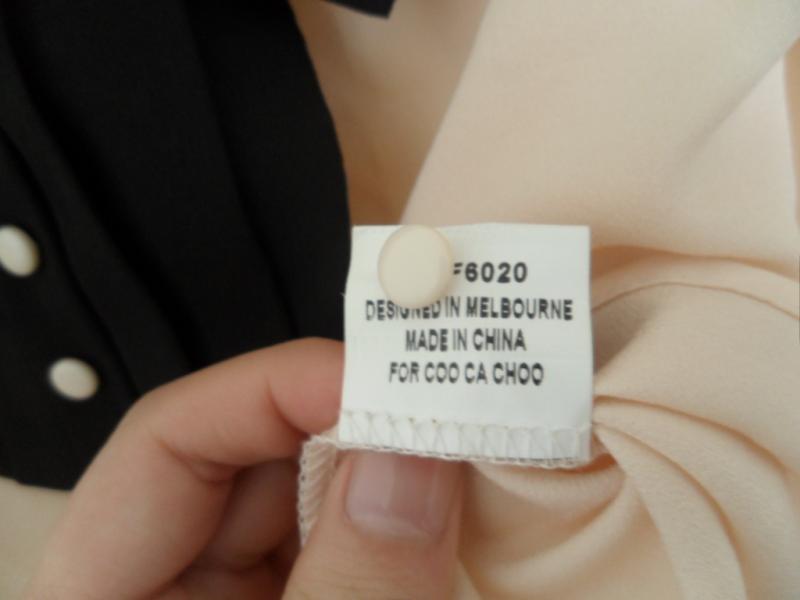 F6020
DESIGNED IN MELBOURNE
MADE IN CHINA
FOR COO CA CHOO